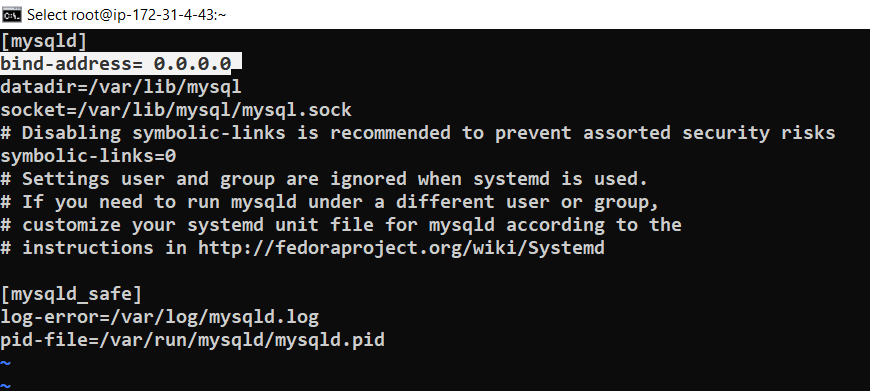 Select root@ip-172-31-4-43:~
[mysqld]
bind-address= 0.0.0.0
datadir=/var/lib/mysql
socket=/var/lib/mysql/mysql.sock
# Disabling symbolic-links is recommended to prevent assorted security risks
symbolic-links=0
# Settings user and group are ignored when systemd is used.
# If you need to run mysqld under a different user or group,
# customize your systemd unit file for mysqld according to the
# instructions in http://fedoraproject.org/wiki/Systemd
[mysqld_safe]
log-error=/var/log/mysqld.log
pid-file=/var/run/mysqld/mysqld.pid
~
~